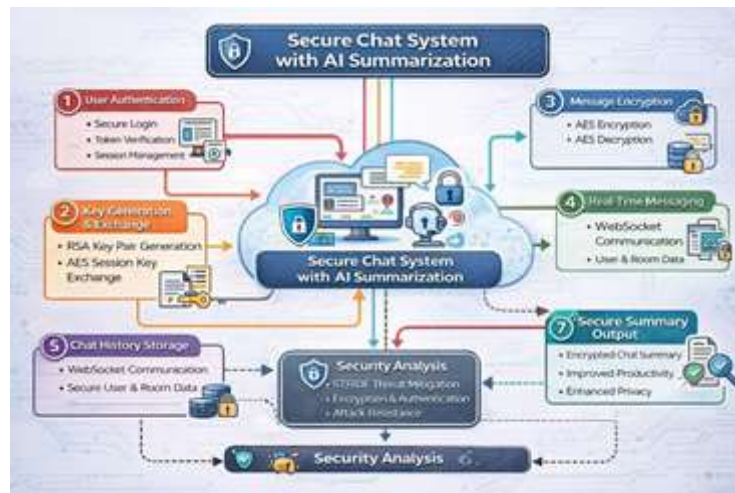 Secure Chat System
with AI Summarization
1
User Authentication
• Secure Login
• Token Verification
• Session Management
3
Message Encryption
• AES Encryption
• AES Decryption
2
Key Generation
& Exchange
• RSA Key Pair Generation
• AES Session Key
Exchange
4
Real Time Messaging
• WebSocket
Communication
• User & Room Data
Secure Chat System
with AI Summarization
5
Chat History Storage
• WebSocket Communication
• Secure User & Room Data
Security Analysis
Threat Mitigation
• Encryption & Authentication
• Attack Resistance
7
Secure Summary
Output
• Encrypted Chat Summary
• Improved Productivity
• Enhanced Privacy
Security Analysis